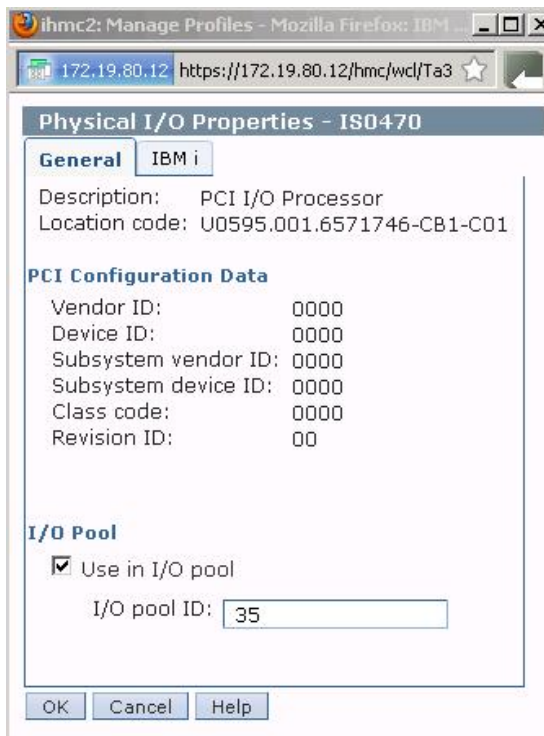 ihmc2: Manage Profiles - Mozilla Firefox: IBM ...
172.19.80.12 https://172.19.80.12/hmc/wcl/Ta3
Physical I/O Properties - IS0470
General IBM i
Description: PCI I/O Processor
Location code: U0595.001.6571746-CB1-C01
PCI Configuration Data
Vendor ID: 0000
Device ID: 0000
Subsystem vendor ID: 0000
Subsystem device ID: 0000
Class code: 0000
Revision ID: 00
I/O Pool
Use in I/O pool
I/O pool ID: 35
OK Cancel Help